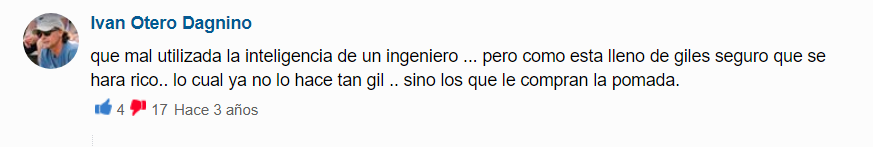 Ivan Otero Dagnino
que mal utilizada la inteligencia de un ingeniero ... pero como esta lleno de giles seguro que se
hara rico.. lo cual ya no lo hace tan gil .. sino los que le compran la pomada.
4 17 Hace 3 años